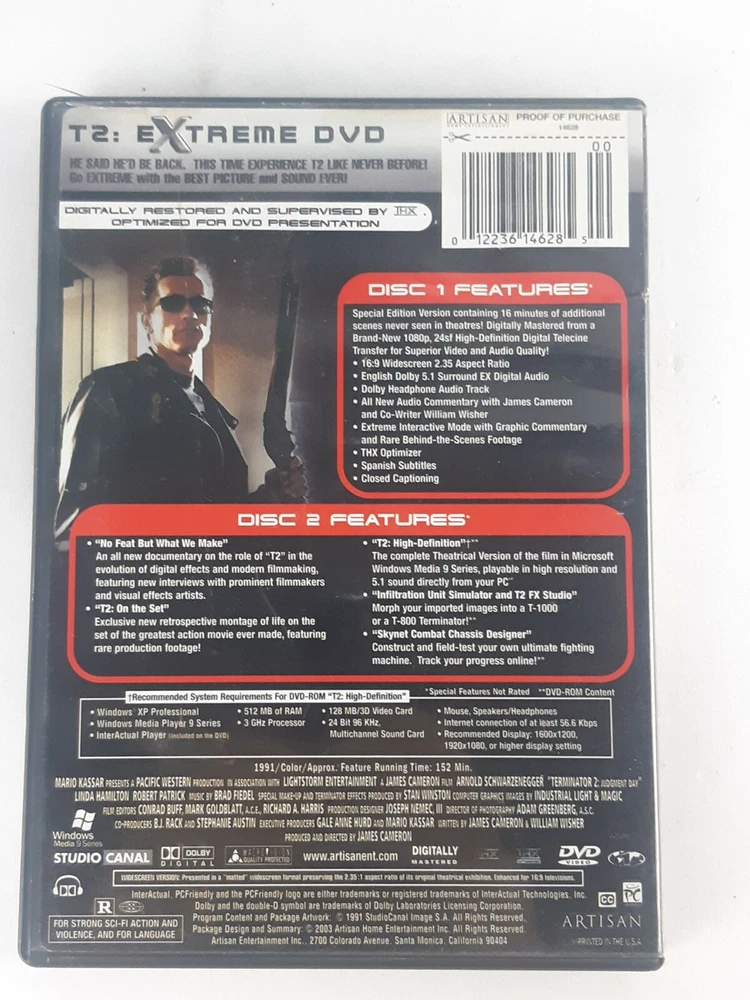 T2: EXTREME DVD
HE SAID HE'D BE BACK. THIS TIME EXPERIENCE T2 LIKE NEVER BEFORE!
Go EXTREME with the BEST PICTURE and SOUND EVER!
ARTISAN
HOME ENTERTAINMENT
PROOF OF PURCHASE
14628
00
0 12236 14628 5
DIGITALLY RESTORED AND SUPERVISED BY THX
OPTIMIZED FOR DVD PRESENTATION
DISC 1 FEATURES*
Special Edition Version containing 16 minutes of additional
scenes never seen in theatres! Digitally Mastered from a
Brand-New 1080p, 24sf High-Definition Digital Telecine
Transfer for Superior Video and Audio Quality!
• 16:9 Widescreen 2.35 Aspect Ratio
• English Dolby 5.1 Surround EX Digital Audio
• Dolby Headphone Audio Track
• All New Audio Commentary with James Cameron
and Co-Writer William Wisher
• Extreme Interactive Mode with Graphic Commentary
and Rare Behind-the-Scenes Footage
• THX Optimizer
• Spanish Subtitles
• Closed Captioning
DISC 2 FEATURES*
• "No Feat But What We Make"
An all new documentary on the role of "T2" in the
evolution of digital effects and modern filmmaking,
featuring new interviews with prominent filmmakers
and visual effects artists.
• "T2: On the Set"
Exclusive new retrospective montage of life on the
set of the greatest action movie ever made, featuring
rare production footage!
• "T2: High-Definition"†**
The complete Theatrical Version of the film in Microsoft
Windows Media 9 Series, playable in high resolution and
5.1 sound directly from your PC
• "Infiltration Unit Simulator and T2 FX Studio"
Morph your imported images into a T-1000
or a T-800 Terminator!**
• "Skynet Combat Chassis Designer"
Construct and field-test your own ultimate fighting
machine. Track your progress online!**
†Recommended System Requirements For DVD-ROM "T2: High-Definition"
*Special Features Not Rated **DVD-ROM Content
• Windows XP Professional
• Windows Media Player 9 Series
• InterActual Player (included on the DVD)
• 512 MB of RAM
• 3 GHz Processor
• 128 MB/3D Video Card
• 24 Bit 96 KHz,
Multichannel Sound Card
• Mouse, Speakers/Headphones
• Internet connection of at least 56.6 Kbps
• Recommended Display: 1600x1200,
1920x1080, or higher display setting
1991/Color/Approx. Feature Running Time: 152 Min.
MARIO KASSAR PRESENTS A PACIFIC WESTERN PRODUCTION IN ASSOCIATION WITH LIGHTSTORM ENTERTAINMENT A JAMES CAMERON FILM ARNOLD SCHWARZENEGGER "TERMINATOR 2: JUDGMENT DAY"
LINDA HAMILTON ROBERT PATRICK MUSIC BY BRAD FIEDEL SPECIAL MAKE-UP AND TERMINATOR EFFECTS PRODUCED BY STAN WINSTON COMPUTER GRAPHICS IMAGES BY INDUSTRIAL LIGHT & MAGIC
FILM EDITORS CONRAD BUFF, MARK GOLDBLATT, A.C.E., RICHARD A. HARRIS PRODUCTION DESIGNER JOSEPH NEMEC III DIRECTOR OF PHOTOGRAPHY ADAM GREENBERG, A.S.C.
CO-PRODUCERS B.J. RACK AND STEPHANIE AUSTIN EXECUTIVE PRODUCERS GALE ANNE HURD AND MARIO KASSAR WRITTEN BY JAMES CAMERON & WILLIAM WISHER
PRODUCED AND DIRECTED BY JAMES CAMERON
Windows
Media 9 Series
STUDIO CANAL
DOLBY
DIGITAL
MACROVISION
QUALITY PROTECTION
www.artisanent.com
DIGITALLY
MASTERED
THX
DVD
VIDEO
WIDESCREEN VERSION: Presented in a "matted" widescreen format preserving the 2.35:1 aspect ratio of its original theatrical exhibition. Enhanced for 16:9 televisions.
InterActual, PCFriendly and the PCFriendly logo are either trademarks or registered trademarks of InterActual Technologies, Inc.
Dolby and the double-D symbol are trademarks of Dolby Laboratories Licensing Corporation.
Program Content and Package Artwork: © 1991 StudioCanal Image S.A. All Rights Reserved.
Package Design and Summary: © 2003 Artisan Home Entertainment Inc. All Rights Reserved.
Artisan Entertainment Inc., 2700 Colorado Avenue, Santa Monica, California 90404
R
FOR STRONG SCI-FI ACTION AND
VIOLENCE, AND FOR LANGUAGE
CC
PC
ARTISAN
PRINTED IN THE U.S.A